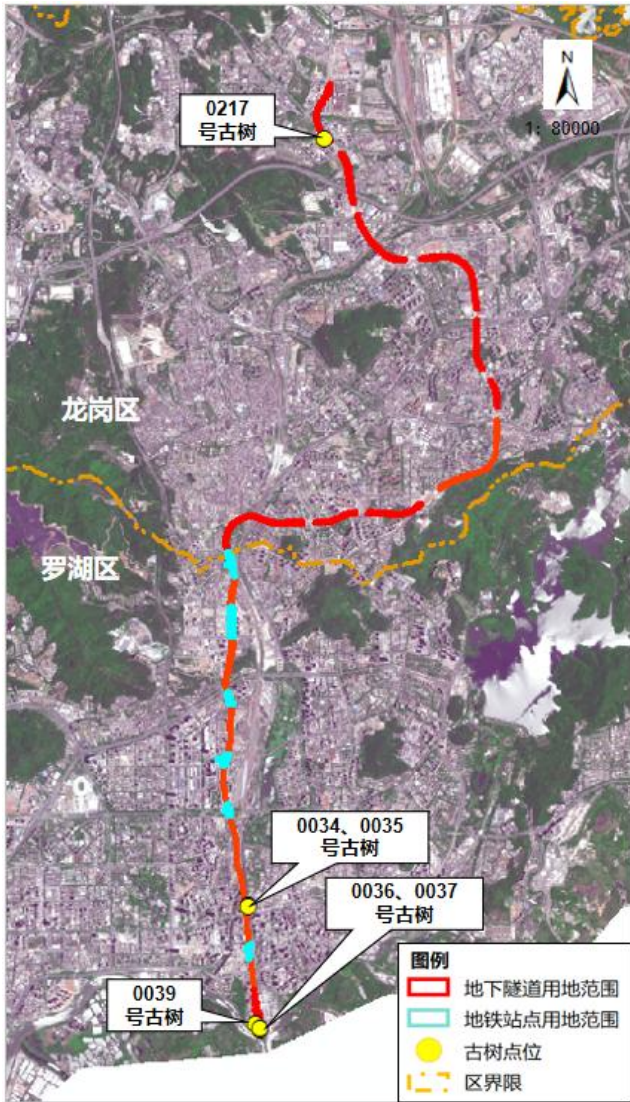 N
1: 80000
0217
号古树
龙岗区
罗湖区
0034、0035
号古树
0036、0037
号古树
0039
号古树
图例
地下隧道用地范围
地铁站点用地范围
古树点位
区界限